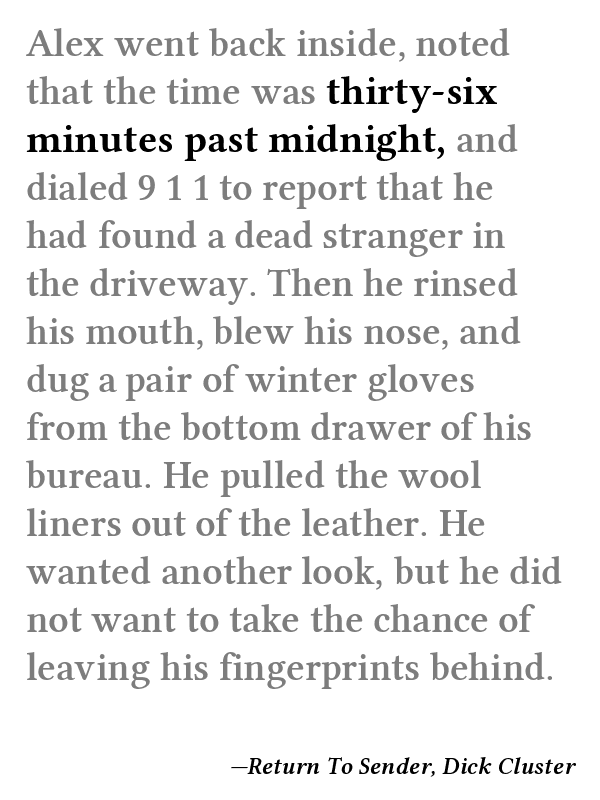 Alex went back inside, noted
that the time was thirty-six
minutes past midnight, and
dialed 9 1 1 to report that he
had found a dead stranger in
the driveway. Then he rinsed
his mouth, blew his nose, and
dug a pair of winter gloves
from the bottom drawer of his
bureau. He pulled the wool
liners out of the leather. He
wanted another look, but he did
not want to take the chance of
leaving his fingerprints behind.
—Return To Sender, Dick Cluster